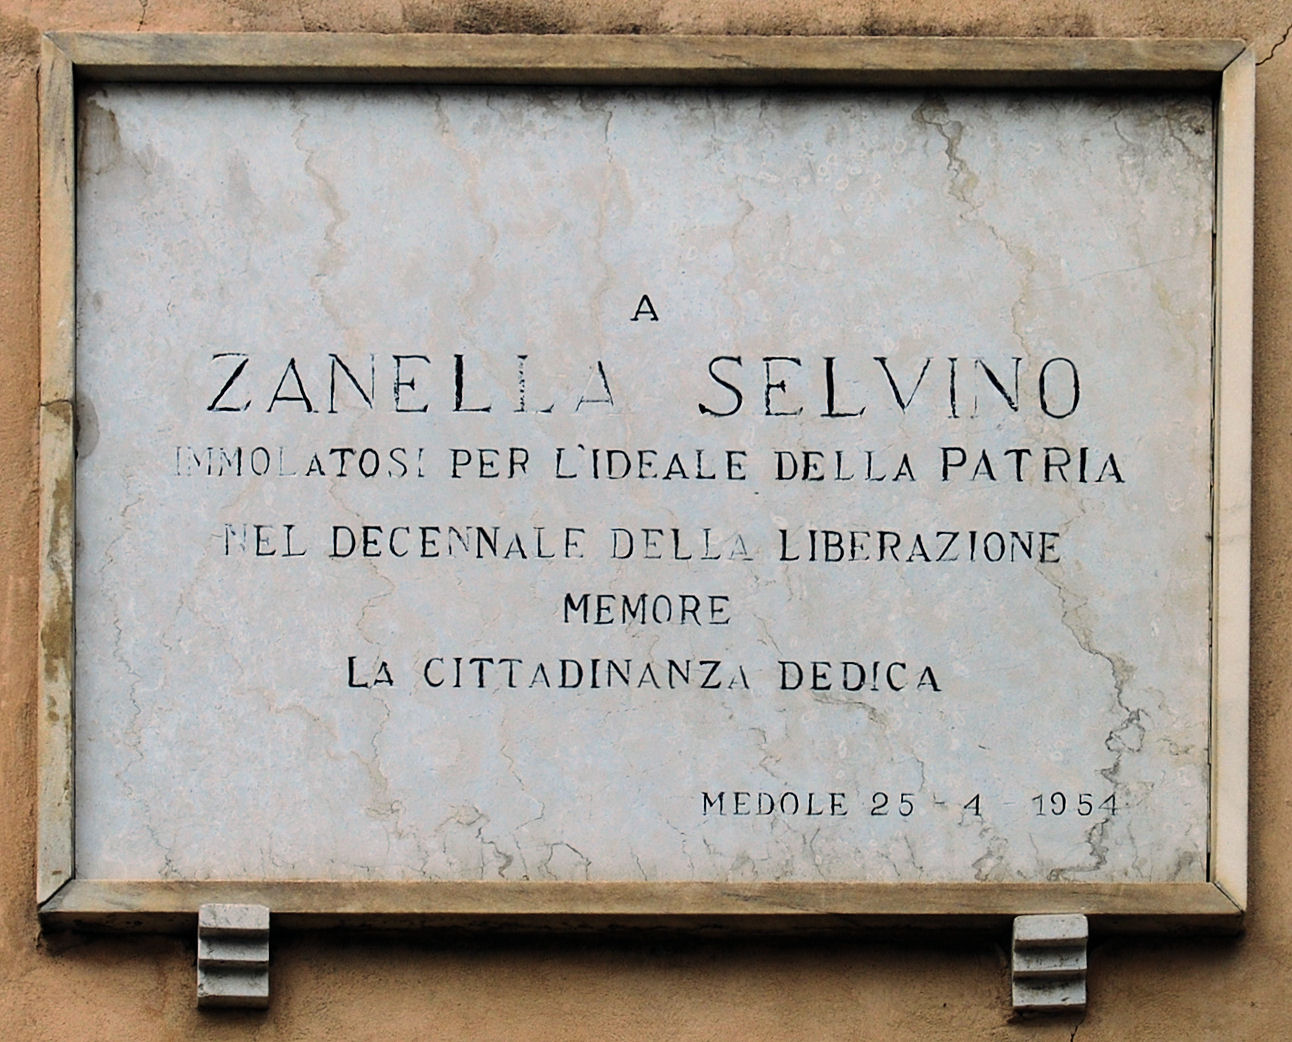 A
ZANELLA SELVINO
IMMOLATOSI PER L'IDEALE DELLA PATRIA
NEL DECENNALE DELLA LIBERAZIONE
MEMORE
LA CITTADINANZA DEDICA
MEDOLE 25 - 4 - 1954